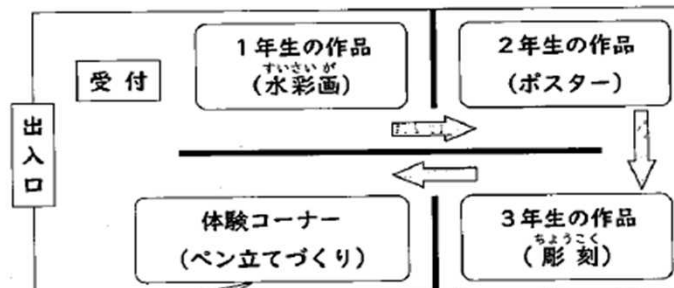 受付
1年生の作品
すいさいが
(水彩画)
2年生の作品
(ポスター)
出入口
体験コーナー
(ペン立てづくり)
3年生の作品
ちょうこく
(彫刻)